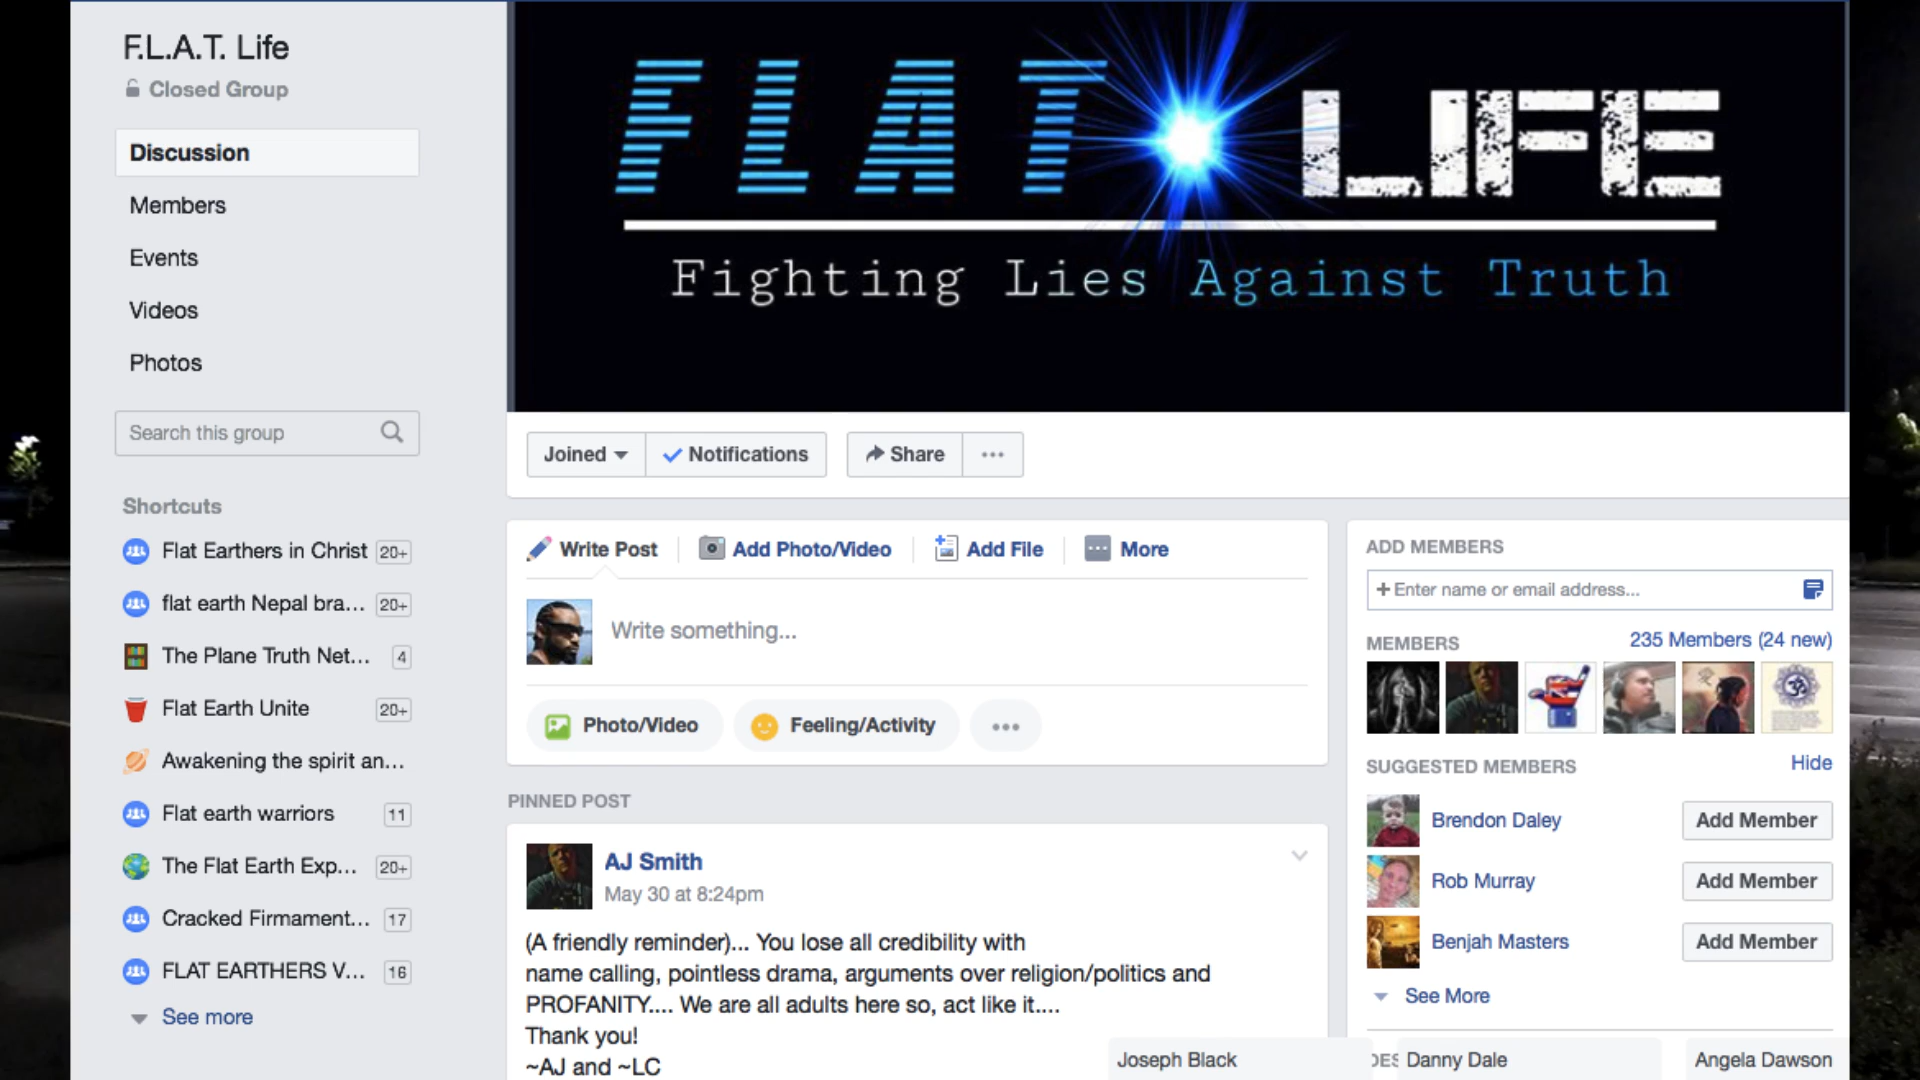 F.L.A.T. Life
Closed Group
Discussion
Members
Events
Videos
Photos
Search this group
Shortcuts
Flat Earthers in Christ 20+
flat earth Nepal bra... 20+
The Plane Truth Net... 4
Flat Earth Unite 20+
Awakening the spirit an...
Flat earth warriors 11
The Flat Earth Exp... 20+
Cracked Firmament... 17
FLAT EARTHERS V... 16
See more
FLAT LIFE
Fighting Lies Against Truth
Joined Notifications Share
Write Post Add Photo/Video Add File More
Write something...
Photo/Video Feeling/Activity
PINNED POST
AJ Smith
May 30 at 8:24pm
(A friendly reminder)... You lose all credibility with
name calling, pointless drama, arguments over religion/politics and
PROFANITY.... We are all adults here so, act like it....
Thank you!
~AJ and ~LC
ADD MEMBERS
+ Enter name or email address...
MEMBERS 235 Members (24 new)
SUGGESTED MEMBERS Hide
Brendon Daley Add Member
Rob Murray Add Member
Benjah Masters Add Member
See More
Joseph Black Danny Dale Angela Dawson